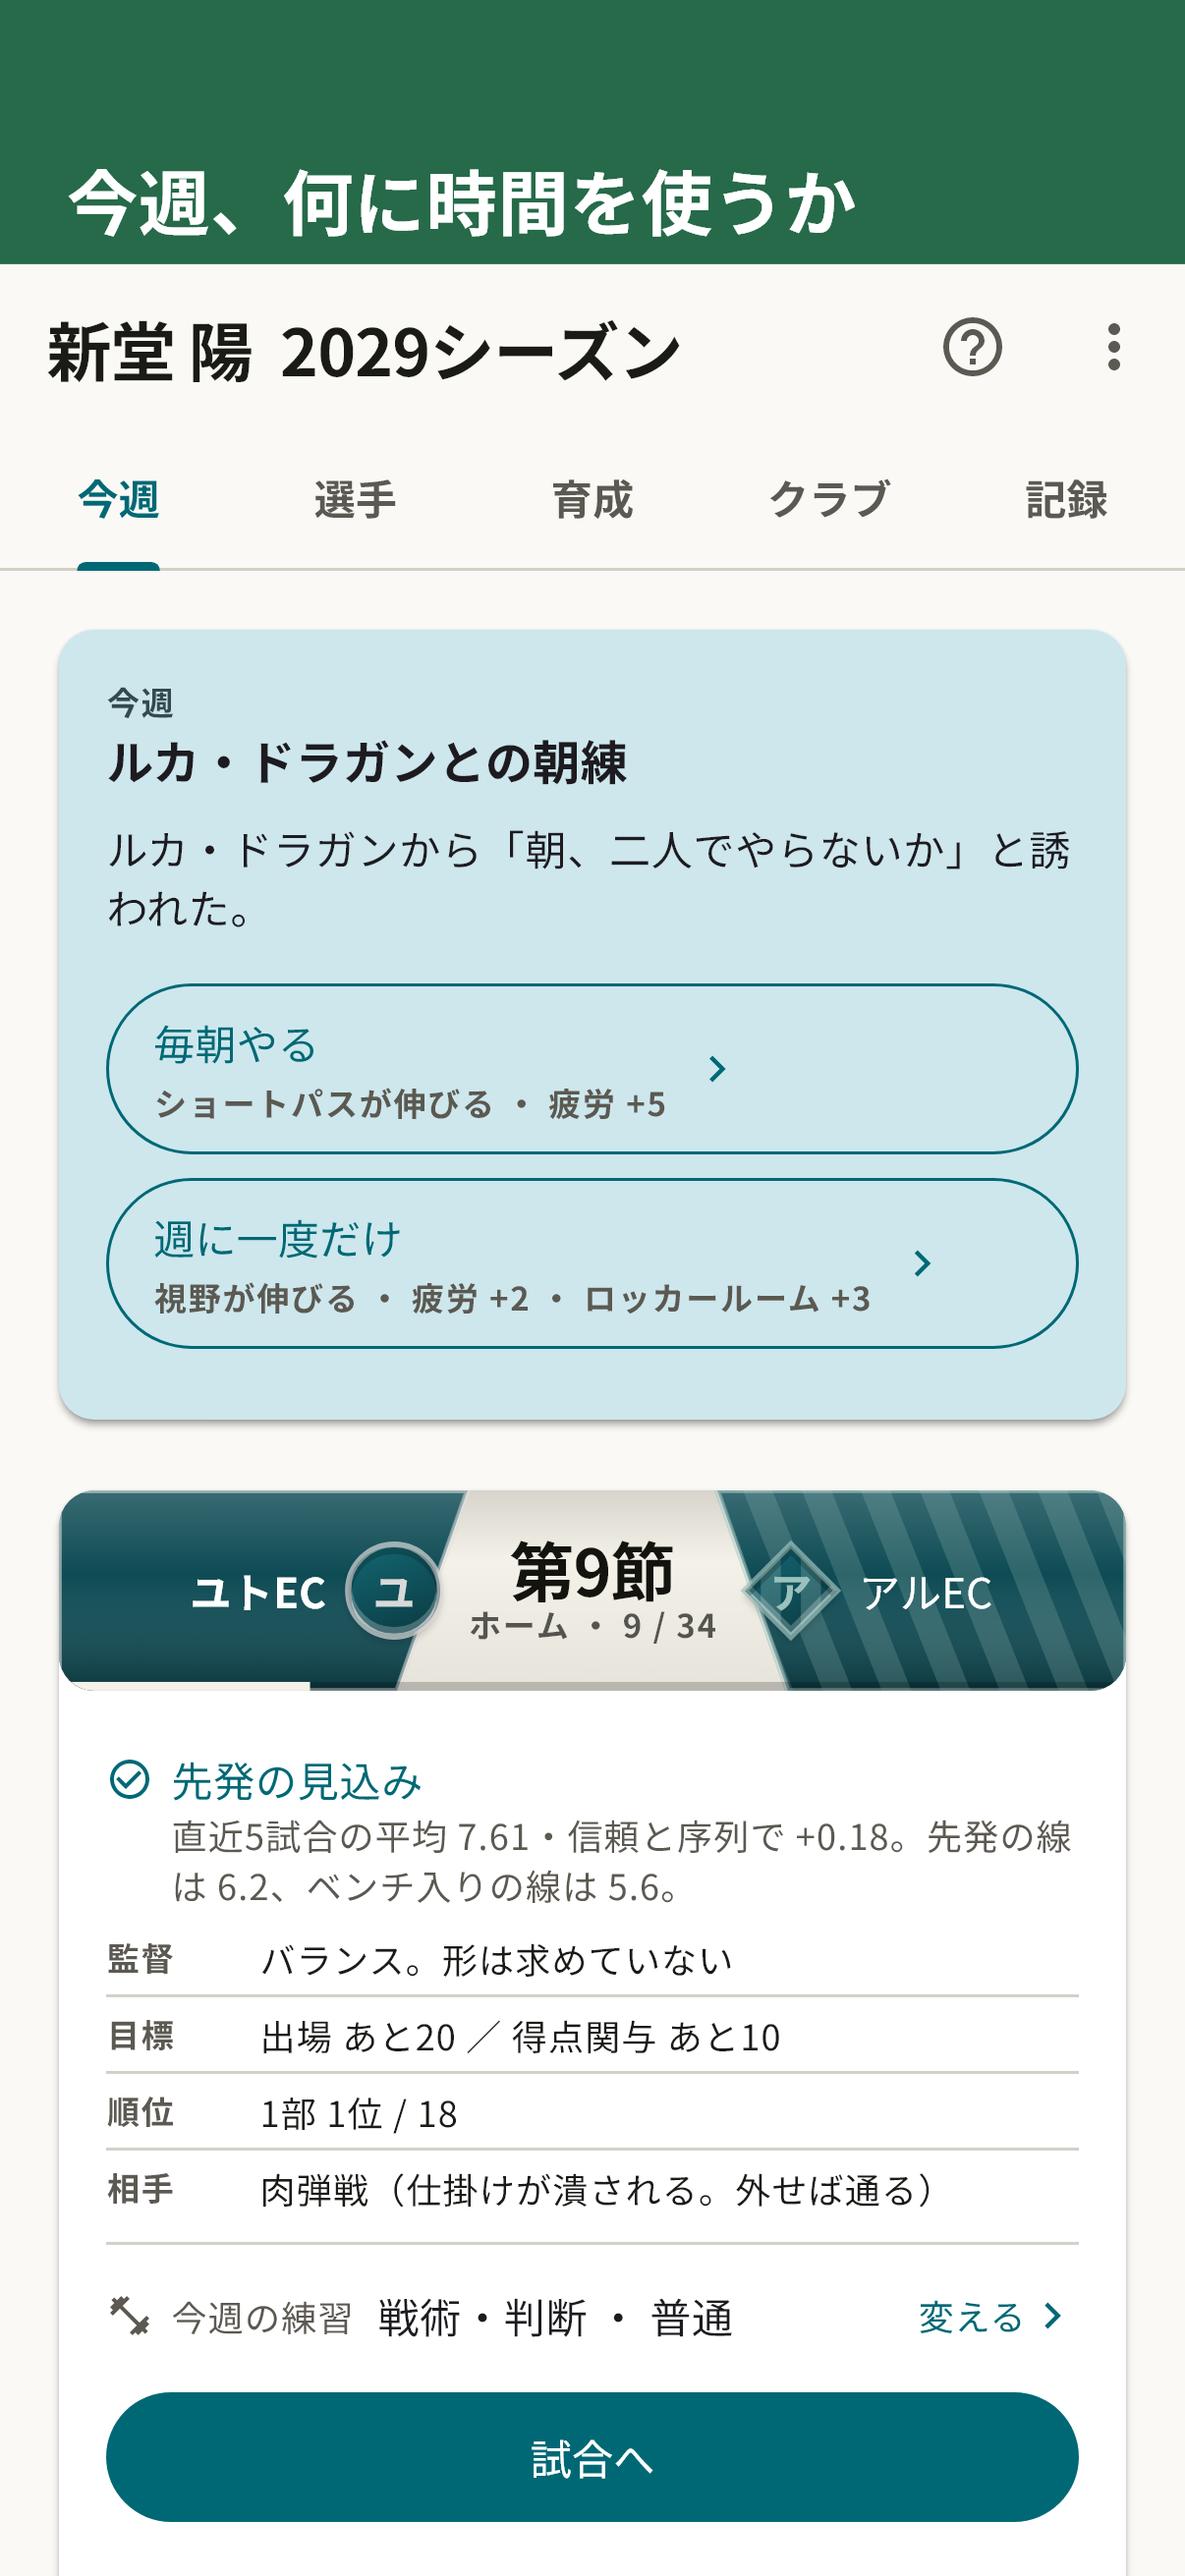 今週、何に時間を使うか
新堂 陽 2029シーズン
今週 選手 育成 クラブ 記録
今週
ルカ・ドラガンとの朝練
ルカ・ドラガンから「朝、二人でやらないか」と誘
われた。
毎朝やる
ショートパスが伸びる ・ 疲労 +5
週に一度だけ
視野が伸びる ・ 疲労 +2 ・ ロッカールーム +3
ユトEC ユ 第9節 ア アルEC
ホーム ・ 9 / 34
先発の見込み
直近5試合の平均 7.61・信頼と序列で +0.18。先発の線
は 6.2、ベンチ入りの線は 5.6。
監督 バランス。形は求めていない
目標 出場 あと20 ／ 得点関与 あと10
順位 1部 1位 / 18
相手 肉弾戦（仕掛けが潰される。外せば通る）
今週の練習 戦術・判断 ・ 普通 変える
試合へ